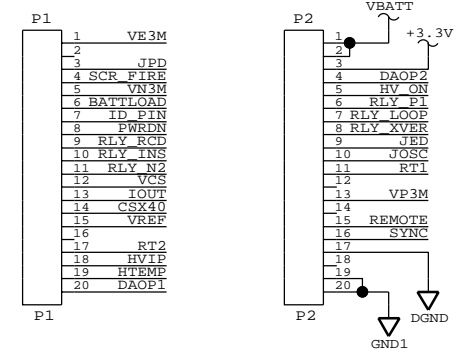 VBATT
P1 P2
+3.3V
1 VE3M 1
2 2
3 JPD 3
4 SCR_FIRE 4 DAOP2
5 VN3M 5 HV_ON
6 BATTLOAD 6 RLY_P1
7 ID_PIN 7 RLY_LOOP
8 PWRDN 8 RLY_XVER
9 RLY_RCD 9 JED
10 RLY_INS 10 JOSC
11 RLY_N2 11 RT1
12 VCS 12
13 IOUT 13 VP3M
14 CSX40 14
15 VREF 15 REMOTE
16 16 SYNC
17 RT2 17
18 HVIP 18
19 HTEMP 19
20 DAOP1 20
P1 P2
DGND
GND1